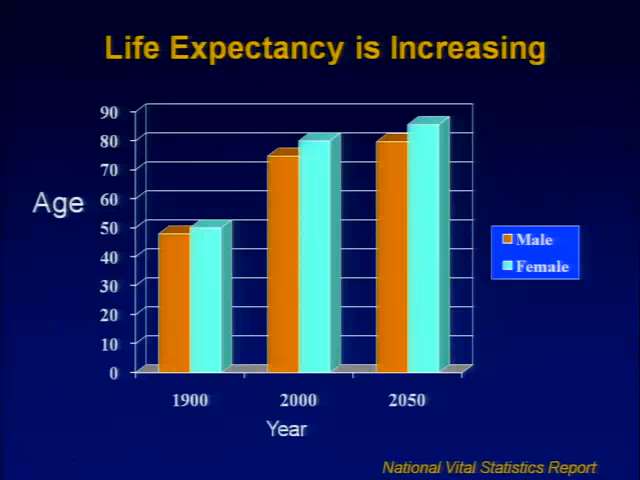 Life Expectancy is Increasing
90
80
70
60
50
40
30
20
10
0
Age
1900 2000 2050
Year
Male
Female
National Vital Statistics Report